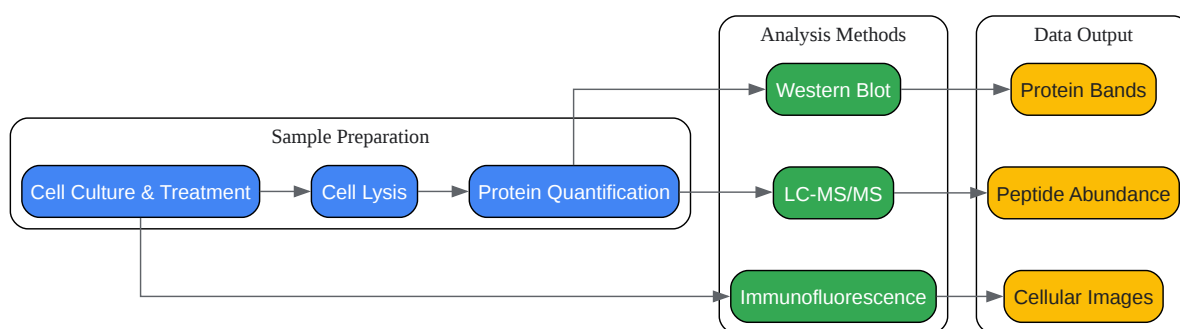 Analysis Methods
Data Output
Western Blot
Protein Bands
Sample Preparation
Cell Culture & Treatment
Cell Lysis
Protein Quantification
LC-MS/MS
Peptide Abundance
Immunofluorescence
Cellular Images